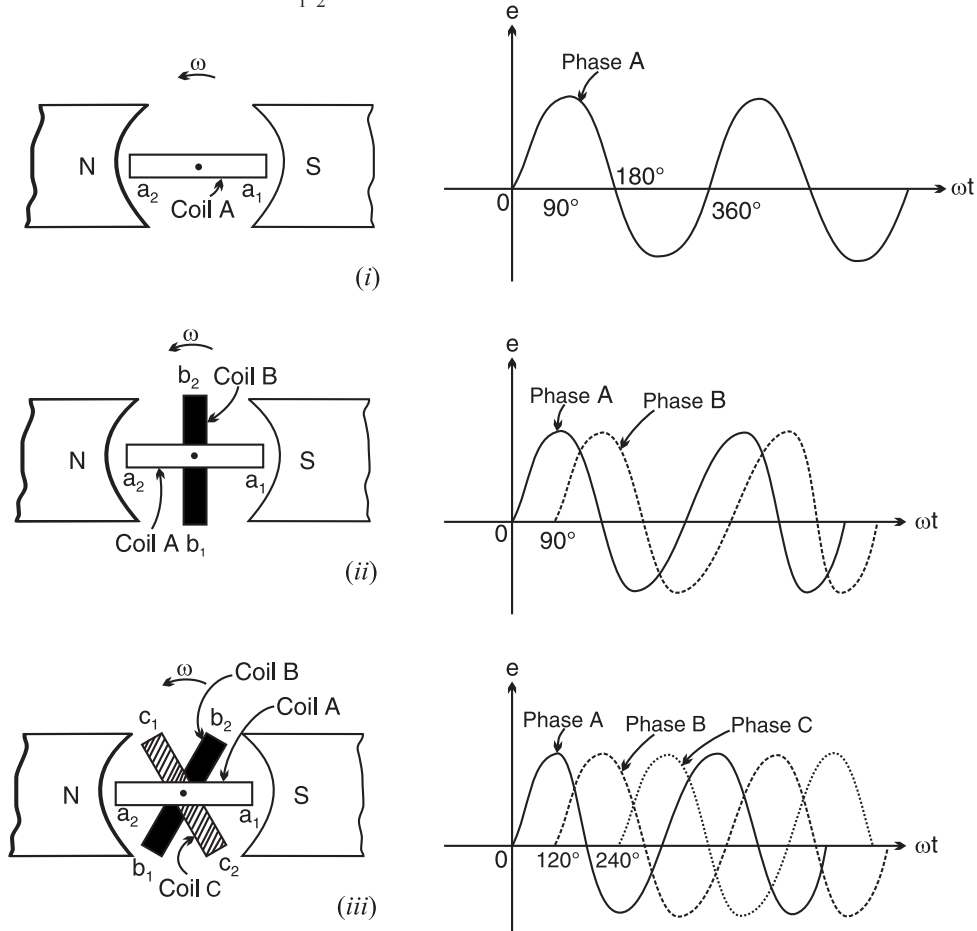 1 2
ω
N
S
a₂
a₁
Coil A
(i)
e
Phase A
180°
0
90°
360°
ωt
ω
b₂
Coil B
N
S
a₂
a₁
Coil A b₁
(ii)
e
Phase A
Phase B
0
90°
ωt
ω
Coil B
Coil A
c₁
b₂
N
S
a₂
a₁
b₁
c₂
Coil C
(iii)
e
Phase A
Phase B
Phase C
0
120°
240°
ωt